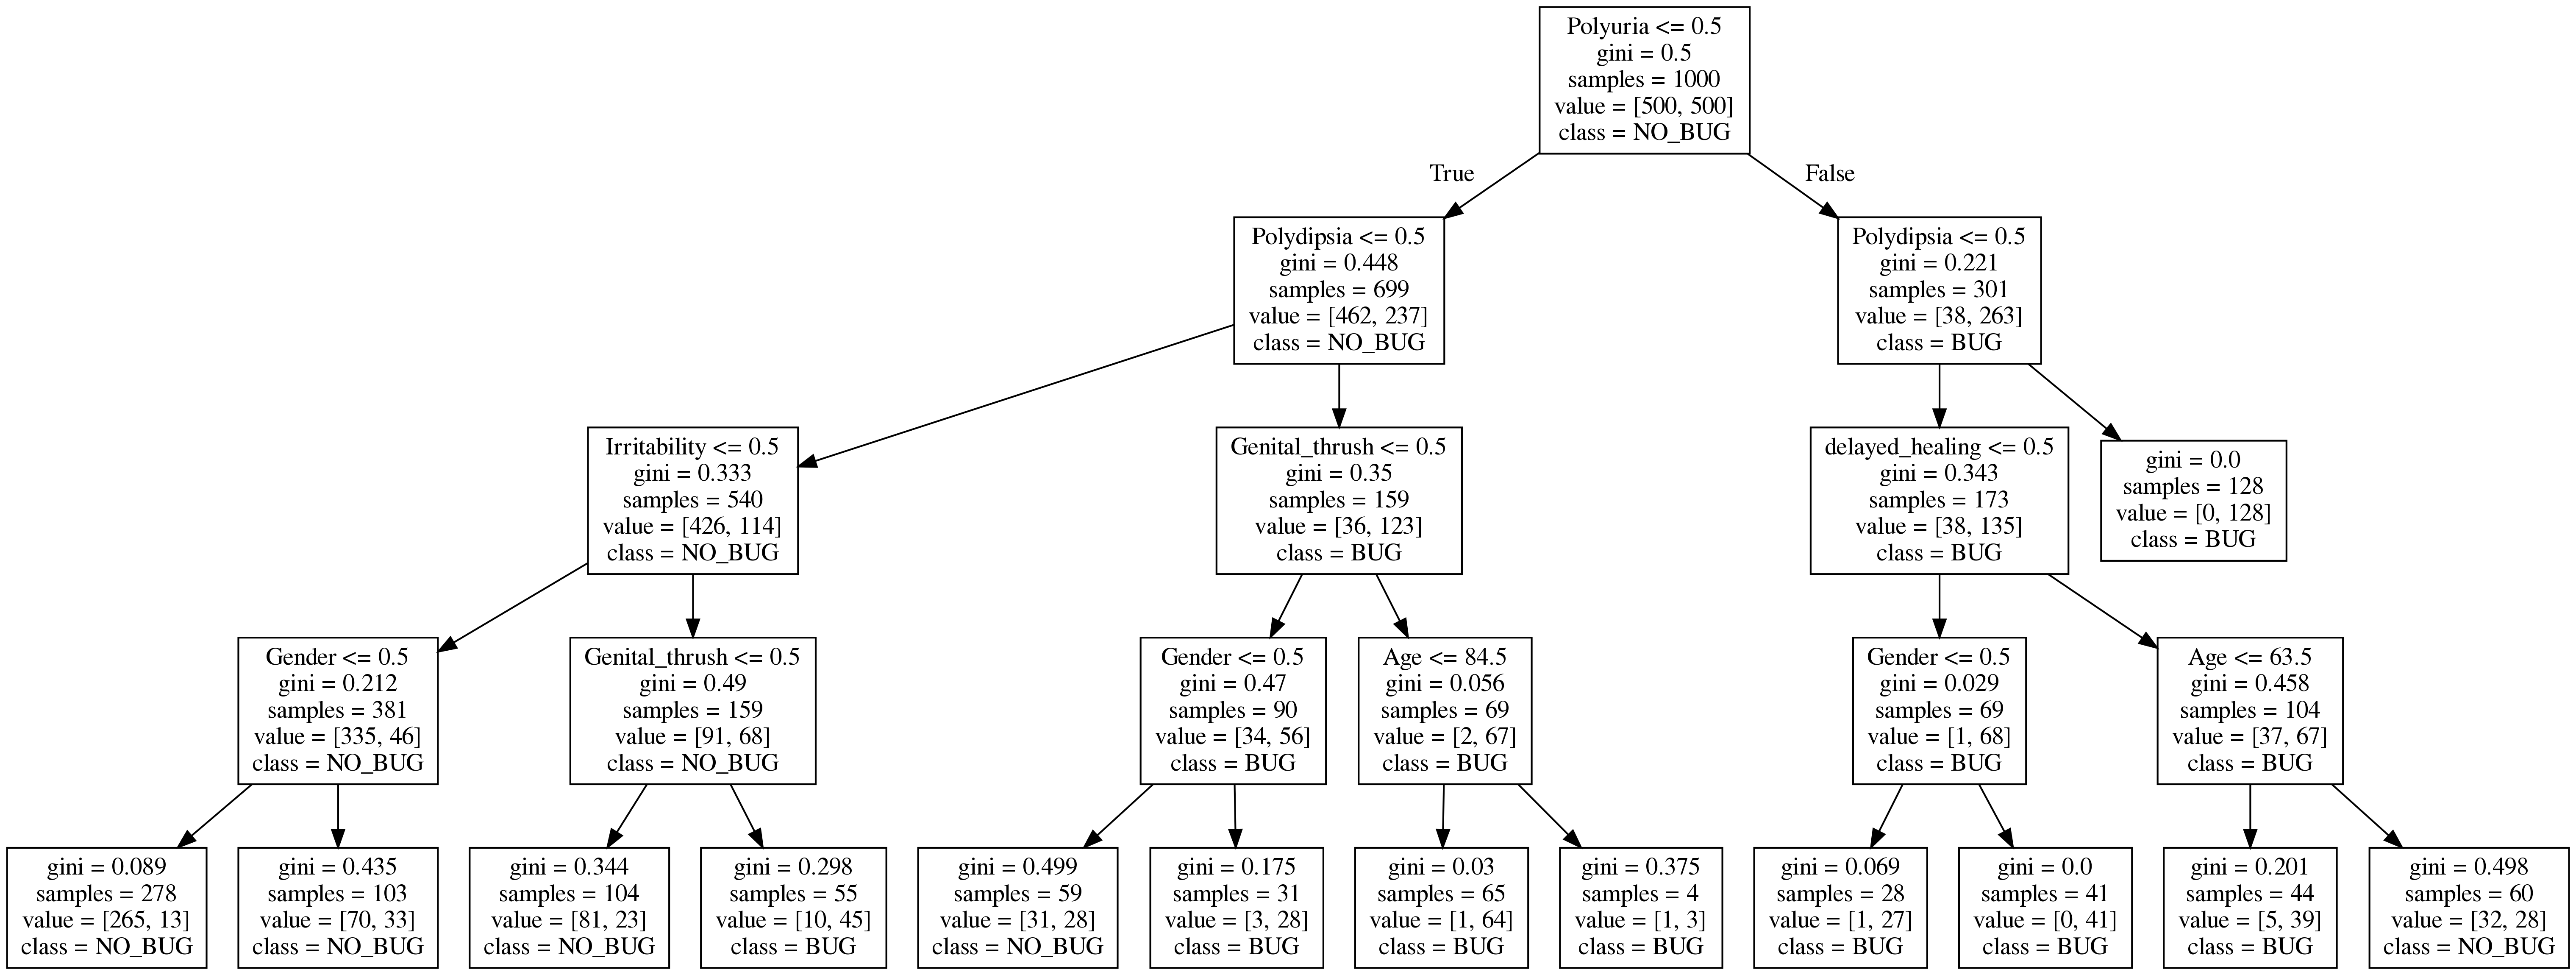 Polyuria <= 0.5
gini = 0.5
samples = 1000
value = [500, 500]
class = NO_BUG
True
False
Polydipsia <= 0.5
gini = 0.448
samples = 699
value = [462, 237]
class = NO_BUG
Polydipsia <= 0.5
gini = 0.221
samples = 301
value = [38, 263]
class = BUG
Irritability <= 0.5
gini = 0.333
samples = 540
value = [426, 114]
class = NO_BUG
Genital_thrush <= 0.5
gini = 0.35
samples = 159
value = [36, 123]
class = BUG
delayed_healing <= 0.5
gini = 0.343
samples = 173
value = [38, 135]
class = BUG
gini = 0.0
samples = 128
value = [0, 128]
class = BUG
Gender <= 0.5
gini = 0.212
samples = 381
value = [335, 46]
class = NO_BUG
Genital_thrush <= 0.5
gini = 0.49
samples = 159
value = [91, 68]
class = NO_BUG
Gender <= 0.5
gini = 0.47
samples = 90
value = [34, 56]
class = BUG
Age <= 84.5
gini = 0.056
samples = 69
value = [2, 67]
class = BUG
Gender <= 0.5
gini = 0.029
samples = 69
value = [1, 68]
class = BUG
Age <= 63.5
gini = 0.458
samples = 104
value = [37, 67]
class = BUG
gini = 0.089
samples = 278
value = [265, 13]
class = NO_BUG
gini = 0.435
samples = 103
value = [70, 33]
class = NO_BUG
gini = 0.344
samples = 104
value = [81, 23]
class = NO_BUG
gini = 0.298
samples = 55
value = [10, 45]
class = BUG
gini = 0.499
samples = 59
value = [31, 28]
class = NO_BUG
gini = 0.175
samples = 31
value = [3, 28]
class = BUG
gini = 0.03
samples = 65
value = [1, 64]
class = BUG
gini = 0.375
samples = 4
value = [1, 3]
class = BUG
gini = 0.069
samples = 28
value = [1, 27]
class = BUG
gini = 0.0
samples = 41
value = [0, 41]
class = BUG
gini = 0.201
samples = 44
value = [5, 39]
class = BUG
gini = 0.498
samples = 60
value = [32, 28]
class = NO_BUG